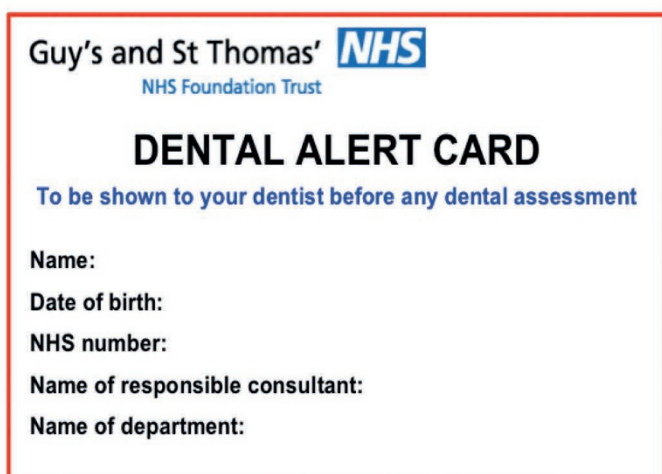 Guy's and St Thomas' NHS
NHS Foundation Trust
DENTAL ALERT CARD
To be shown to your dentist before any dental assessment
Name:
Date of birth:
NHS number:
Name of responsible consultant:
Name of department: